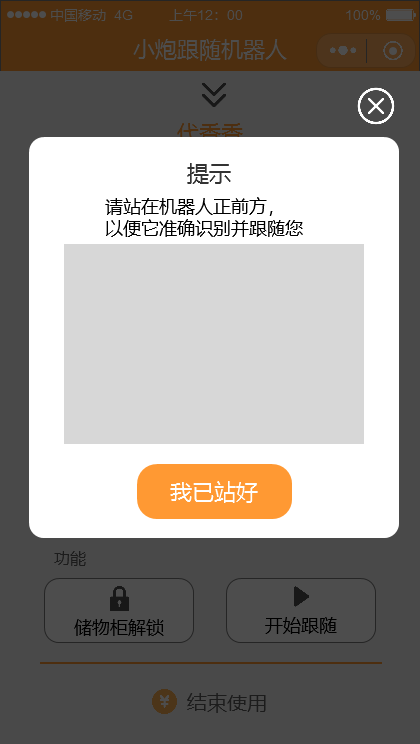 中国移动 4G 上午12：00 100%
小炮跟随机器人
提示
请站在机器人正前方，
以便它准确识别并跟随您
我已站好
功能
储物柜解锁
开始跟随
结束使用